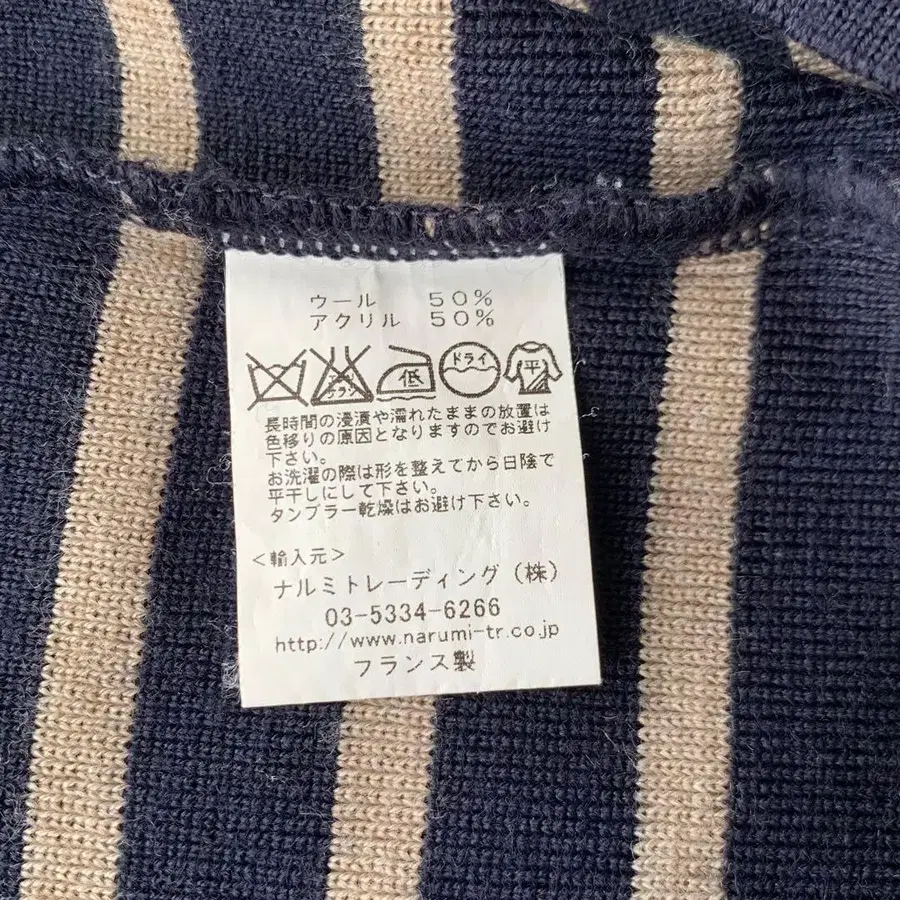 ウール 50%
アクリル 50%
低 ドライ 平
長時間の浸漬や濡れたままの放置は
色移りの原因となりますのでお避け
下さい。
お洗濯の際は形を整えてから日陰で
平干しにして下さい。
タンブラー乾燥はお避け下さい。
<輸入元>
ナルミトレーディング(株)
03-5334-6266
http://www.narumi-tr.co.jp
フランス製